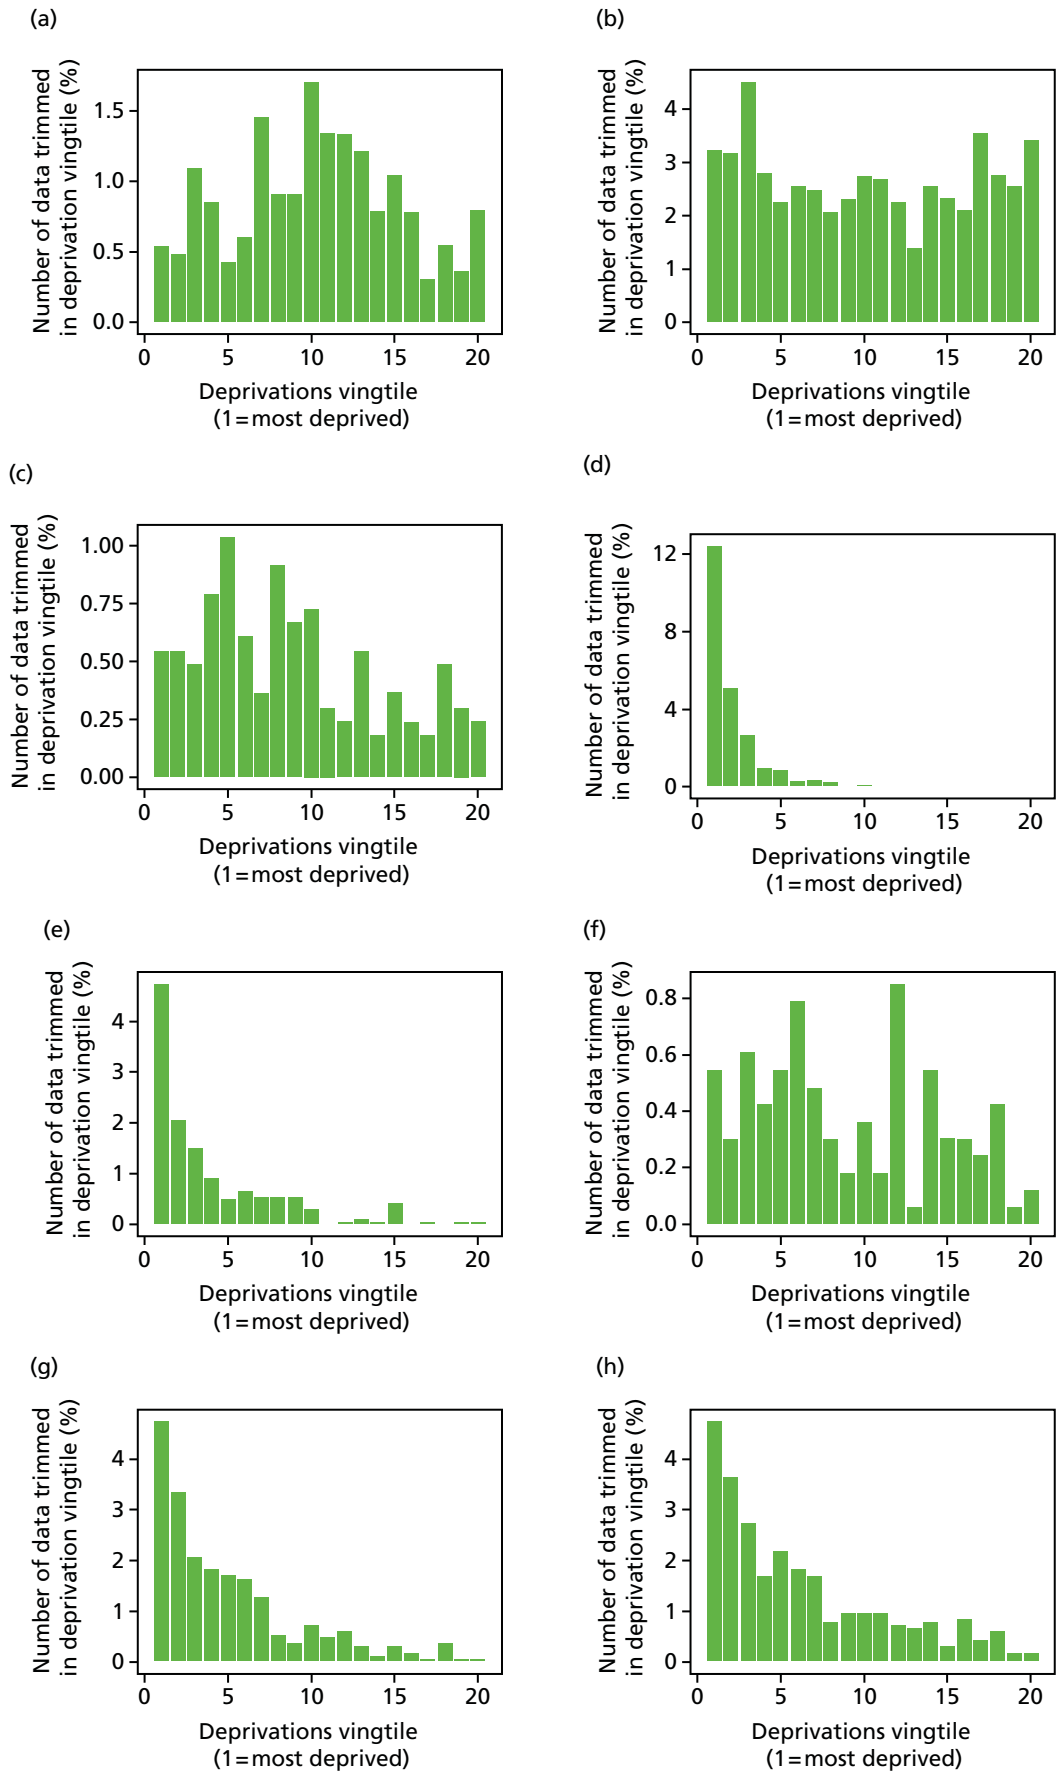 (a)
Number of data trimmed
in deprivation vingtile (%)
1.5
1.0
0.5
0.0
0 5 10 15 20
Deprivations vingtile
(1=most deprived)
(b)
Number of data trimmed
in deprivation vingtile (%)
4
3
2
1
0
0 5 10 15 20
Deprivations vingtile
(1=most deprived)
(c)
Number of data trimmed
in deprivation vingtile (%)
1.00
0.75
0.50
0.25
0.00
0 5 10 15 20
Deprivations vingtile
(1=most deprived)
(d)
Number of data trimmed
in deprivation vingtile (%)
12
8
4
0
0 5 10 15 20
Deprivations vingtile
(1=most deprived)
(e)
Number of data trimmed
in deprivation vingtile (%)
4
3
2
1
0
0 5 10 15 20
Deprivations vingtile
(1=most deprived)
(f)
Number of data trimmed
in deprivation vingtile (%)
0.8
0.6
0.4
0.2
0.0
0 5 10 15 20
Deprivations vingtile
(1=most deprived)
(g)
Number of data trimmed
in deprivation vingtile (%)
4
3
2
1
0
0 5 10 15 20
Deprivations vingtile
(1=most deprived)
(h)
Number of data trimmed
in deprivation vingtile (%)
4
3
2
1
0
0 5 10 15 20
Deprivations vingtile
(1=most deprived)